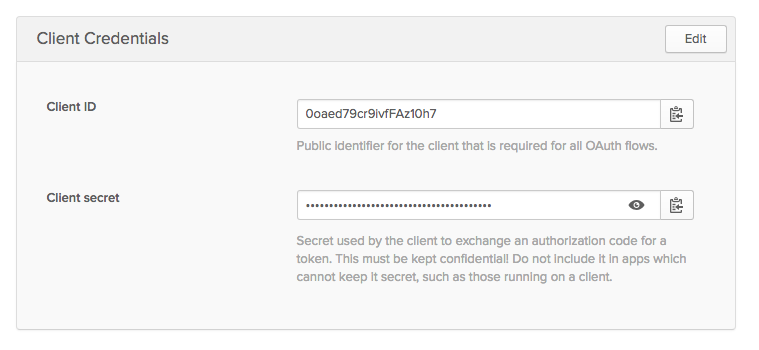 Client Credentials
Edit
Client ID
0oaed79cr9ivfFAz10h7
Public identifier for the client that is required for all OAuth flows.
Client secret
••••••••••••••••••••••••••••••••••••••••
Secret used by the client to exchange an authorization code for a
token. This must be kept confidential! Do not include it in apps which
cannot keep it secret, such as those running on a client.